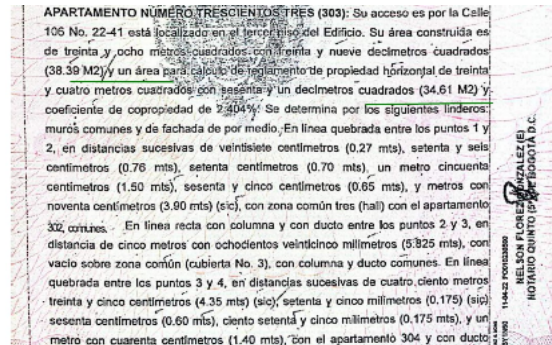 APARTAMENTO NÚMERO TRESCIENTOS TRES (303): Su acceso es por la Calle
106 No. 22-41 está localizado en el tercer piso del Edificio. Su área construida es
de treinta y ocho metros cuadrados con treinta y nueve decímetros cuadrados
(38.39 M2) y un área para cálculo de reglamento de propiedad horizontal de treinta
y cuatro metros cuadrados con sesenta y un decímetros cuadrados (34.61 M2) y
coeficiente de copropiedad de 2.404%. Se determina por los siguientes linderos:
muros comunes y de fachada de por medio. En línea quebrada entre los puntos 1 y
2, en distancias sucesivas de veintisiete centímetros (0.27 mts), setenta y seis
centímetros (0.76 mts), setenta centímetros (0.70 mts), un metro cincuenta
centímetros (1.50 mts), sesenta y cinco centímetros (0.65 mts), y metros con
noventa centímetros (3.90 mts) (sic), con zona común tres (hall) con el apartamento
302, comunes. En línea recta con columna y con ducto entre los puntos 2 y 3, en
distancia de cinco metros con ochocientos veinticinco milímetros (5.825 mts), con
vacío sobre zona común (cubierta No. 3), con columna y ducto comunes. En línea
quebrada entre los puntos 3 y 4, en distancias sucesivas de cuatro, ciento metros
treinta y cinco centímetros (4.35 mts) (sic), setenta y cinco milímetros (0.175) (sic)
sesenta centímetros (0.60 mts), ciento setenta y cinco milímetros (0.175 mts), y un
metro con cuarenta centímetros (1.40 mts), con el apartamento 304 y con ducto
NELSON FLOREZ GONZALEZ (E)
NOTARIO QUINTO BOGOTÁ D.C.
11-04-22